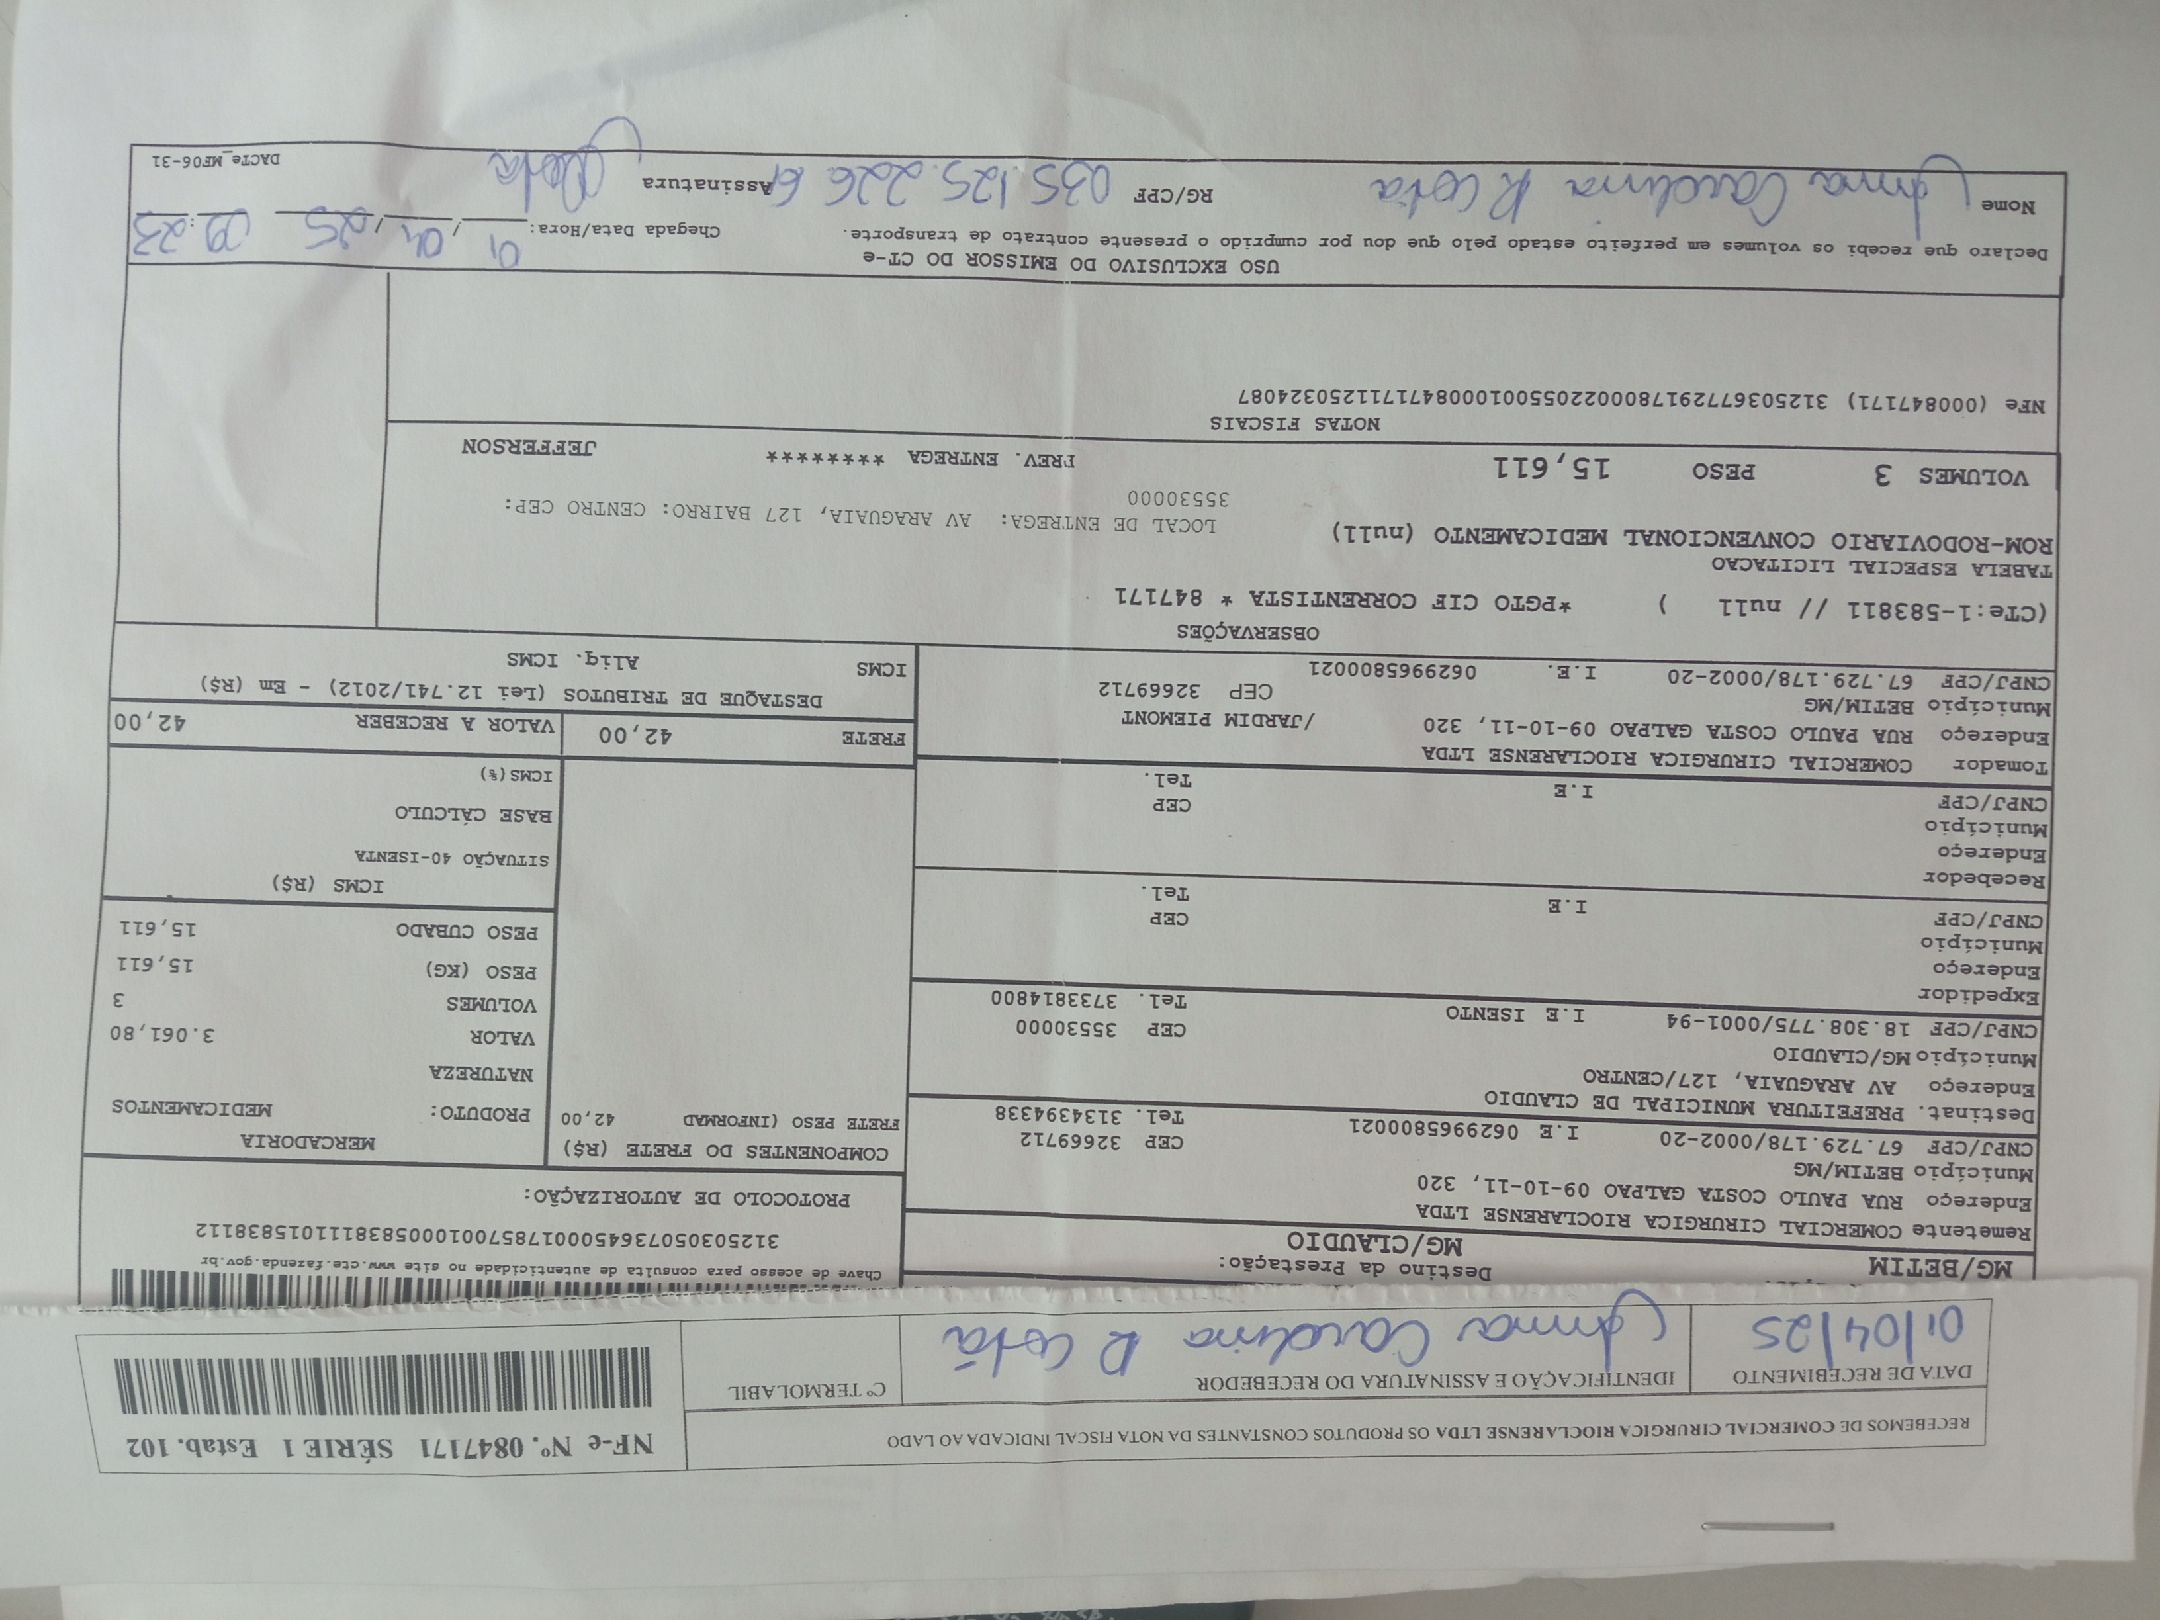 RECEBEMOS DE COMERCIAL CIRURGICA RIOCLARENSE LTDA OS PRODUTOS CONSTANTES DA NOTA FISCAL INDICADA AO LADO
NF-e Nº. 0847171 SÉRIE 1 Estab. 102
DATA DE RECEBIMENTO
01/04/25
IDENTIFICAÇÃO E ASSINATURA DO RECEBEDOR
Anna Carolina R Costa
Cº TERMOLABIL
MG/BETIM
Destino da Prestação:
MG/CLAUDIO
Remetente COMERCIAL CIRURGICA RIOCLARENSE LTDA
Endereço RUA PAULO COSTA GALPAO 09-10-11, 320
Município BETIM/MG CEP 32669712
CNPJ/CPF 67.729.178/0002-20 I.E 0629965800021 Tel. 3134394338
Destinat. PREFEITURA MUNICIPAL DE CLAUDIO
Endereço AV ARAGUAIA, 127/CENTRO
Município MG/CLAUDIO CEP 35530000
CNPJ/CPF 18.308.775/0001-94 I.E ISENTO Tel. 3733814800
Expedidor
Endereço
Município CEP
CNPJ/CPF I.E Tel.
Recebedor
Endereço
Município CEP
CNPJ/CPF I.E Tel.
Tomador COMERCIAL CIRURGICA RIOCLARENSE LTDA
Endereço RUA PAULO COSTA GALPAO 09-10-11, 320 /JARDIM PIEMONT
Município BETIM/MG CEP 32669712
CNPJ/CPF 67.729.178/0002-20 I.E. 0629965800021
Chave de acesso para consulta de autenticidade no site www.cte.fazenda.gov.br
31250305073645000178570010005838111015838112
PROTOCOLO DE AUTORIZAÇÃO:
COMPONENTES DO FRETE (R$)
FRETE PESO (INFORMAD 42,00
MERCADORIA
PRODUTO: MEDICAMENTOS
NATUREZA
VALOR 3.061,80
VOLUMES 3
PESO (KG) 15,611
PESO CUBADO 15,611
ICMS (R$)
SITUAÇÃO 40-ISENTA
BASE CÁLCULO
ICMS(%)
FRETE 42,00
VALOR A RECEBER 42,00
DESTAQUE DE TRIBUTOS (Lei 12.741/2012) - Em (R$)
ICMS Aliq. ICMS
OBSERVAÇÕES
(CTe:1-583811 // null ) *PGTO CIF CORRENTISTA * 847171
TABELA ESPECIAL LICITACAO
ROM-RODOVIARIO CONVENCIONAL MEDICAMENTO (null)
LOCAL DE ENTREGA: AV ARAGUAIA, 127 BAIRRO: CENTRO CEP:
35530000
VOLUMES 3 PESO 15,611 PREV. ENTREGA ******** JEFFERSON
NOTAS FISCAIS
NFe (000847171) 31250367729178000220550010008471711250324087
USO EXCLUSIVO DO EMISSOR DO CT-e
Declaro que recebi os volumes em perfeito estado pelo que dou por cumprido o presente contrato de transporte.
Chegada Data/Hora: 01/04/25 09:23
Nome Anna Carolina R Costa RG/CPF 035.125.226 61 Assinatura Costa
DACTe_MF06-31